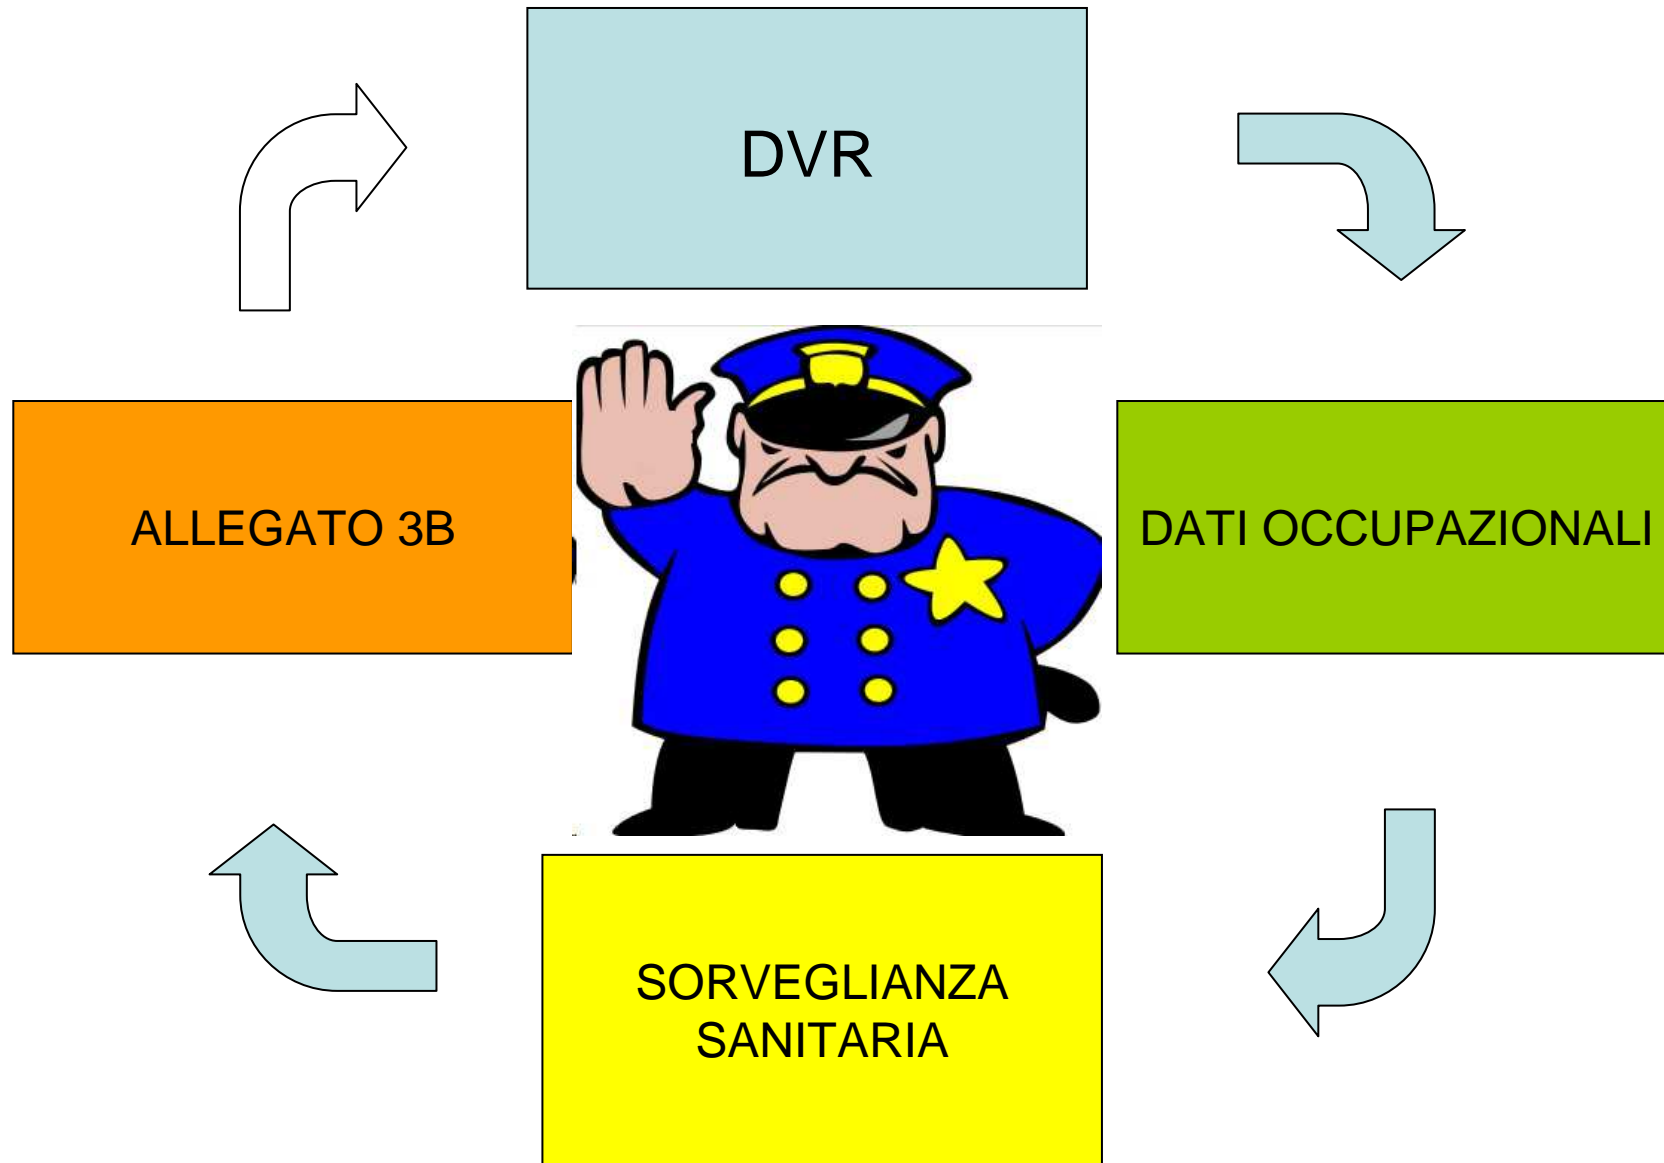 DVR
ALLEGATO 3B
DATI OCCUPAZIONALI
SORVEGLIANZA
SANITARIA